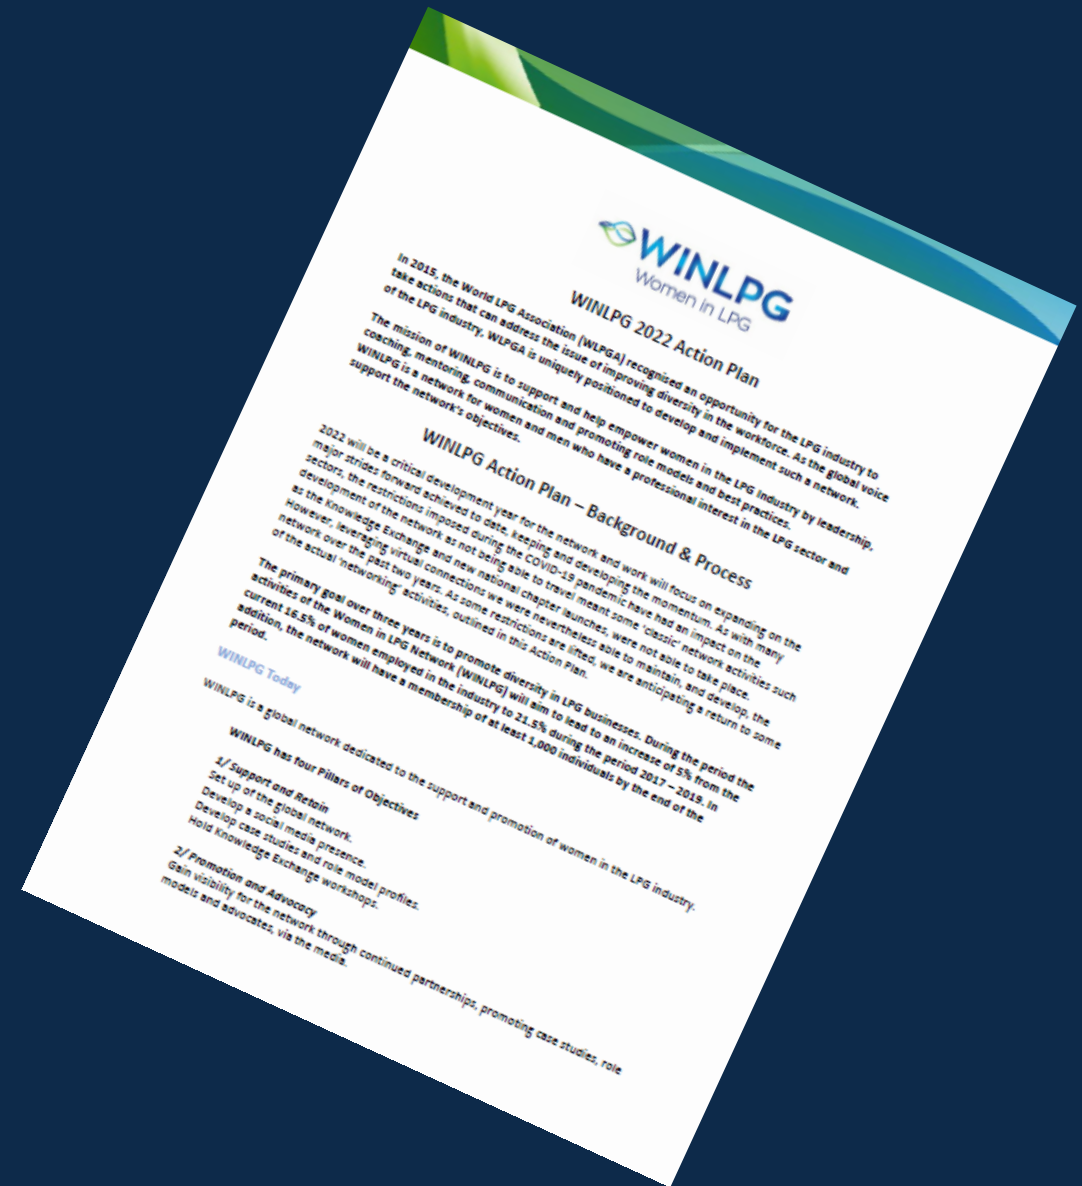 WINLPG
Women in LPG
WINLPG 2022 Action Plan
In 2015, the World LPG Association (WLPGA) recognised an opportunity for the LPG industry to
take actions that can address the issue of improving diversity in the workforce. As the global voice
of the LPG industry, WLPGA is uniquely positioned to develop and implement such a network.
The mission of WINLPG is to support and help empower women in the LPG industry by leadership,
coaching, mentoring, communication and promoting role models and best practices.
WINLPG is a network for women and men who have a professional interest in the LPG sector and
support the network's objectives.
WINLPG Action Plan – Background & Process
2022 will be a critical development year for the network and work will focus on expanding on the
major strides forward achieved to date, keeping and developing the momentum. As with many
sectors, the restrictions imposed during the COVID-19 pandemic have had an impact on the
development of the network as not being able to travel meant some 'classic' network activities such
as the Knowledge Exchange and new national chapter launches, were not able to take place.
However, leveraging virtual connections we were nevertheless able to maintain, and develop, the
network over the past two years. As some restrictions are lifted, we are anticipating a return to some
of the actual 'networking' activities, outlined in this Action Plan.
The primary goal over three years is to promote diversity in LPG businesses. During the period the
activities of the Women in LPG Network (WINLPG) will aim to lead to an increase of 5% from the
current 16.5% of women employed in the industry to 21.5% during the period 2017 – 2019. In
addition, the network will have a membership of at least 1,000 individuals by the end of the
period.
WINLPG Today
WINLPG is a global network dedicated to the support and promotion of women in the LPG industry.
WINLPG has four Pillars of Objectives
1/ Support and Retain
Set up of the global network.
Develop a social media presence.
Develop case studies and role model profiles.
Hold Knowledge Exchange workshops.
2/ Promotion and Advocacy
Gain visibility for the network through continued partnerships, promoting case studies, role
models and advocates, via the media.